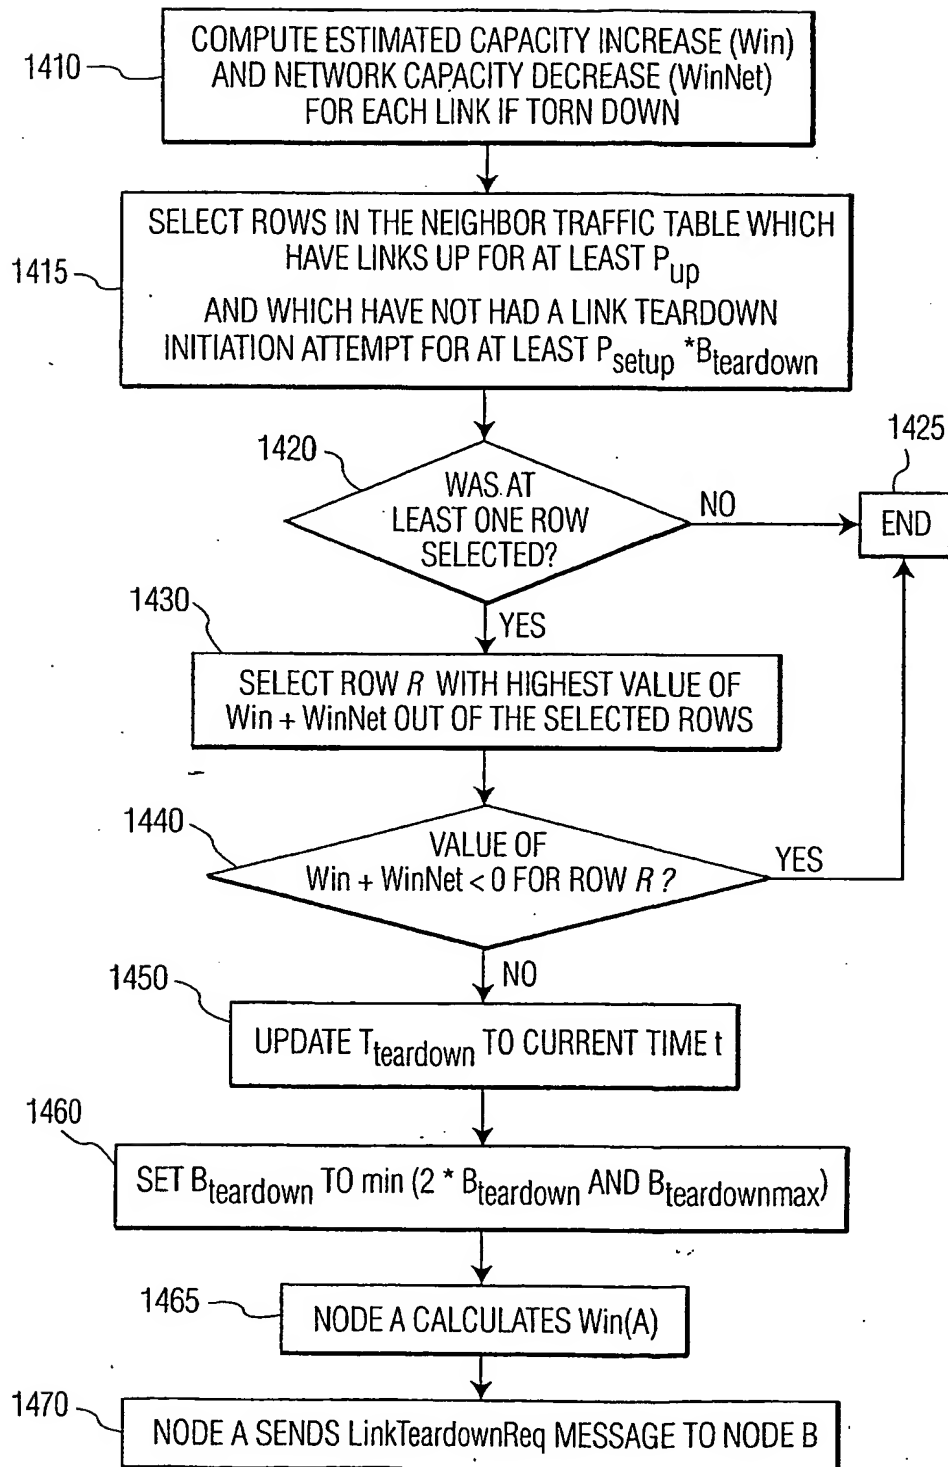 COMPUTE ESTIMATED CAPACITY INCREASE (Win)
AND NETWORK CAPACITY DECREASE (WinNet)
FOR EACH LINK IF TORN DOWN
1410
SELECT ROWS IN THE NEIGHBOR TRAFFIC TABLE WHICH
HAVE LINKS UP FOR AT LEAST Pup
AND WHICH HAVE NOT HAD A LINK TEARDOWN
INITIATION ATTEMPT FOR AT LEAST Psetup *Bteardown
1415
1420
WAS AT
LEAST ONE ROW
SELECTED?
NO
1425
END
YES
1430
SELECT ROW R WITH HIGHEST VALUE OF
Win + WinNet OUT OF THE SELECTED ROWS
1440
VALUE OF
Win + WinNet < 0 FOR ROW R ?
YES
NO
1450
UPDATE Tteardown TO CURRENT TIME t
1460
SET Bteardown TO min (2 * Bteardown AND Bteardownmax)
1465
NODE A CALCULATES Win(A)
1470
NODE A SENDS LinkTeardownReq MESSAGE TO NODE B